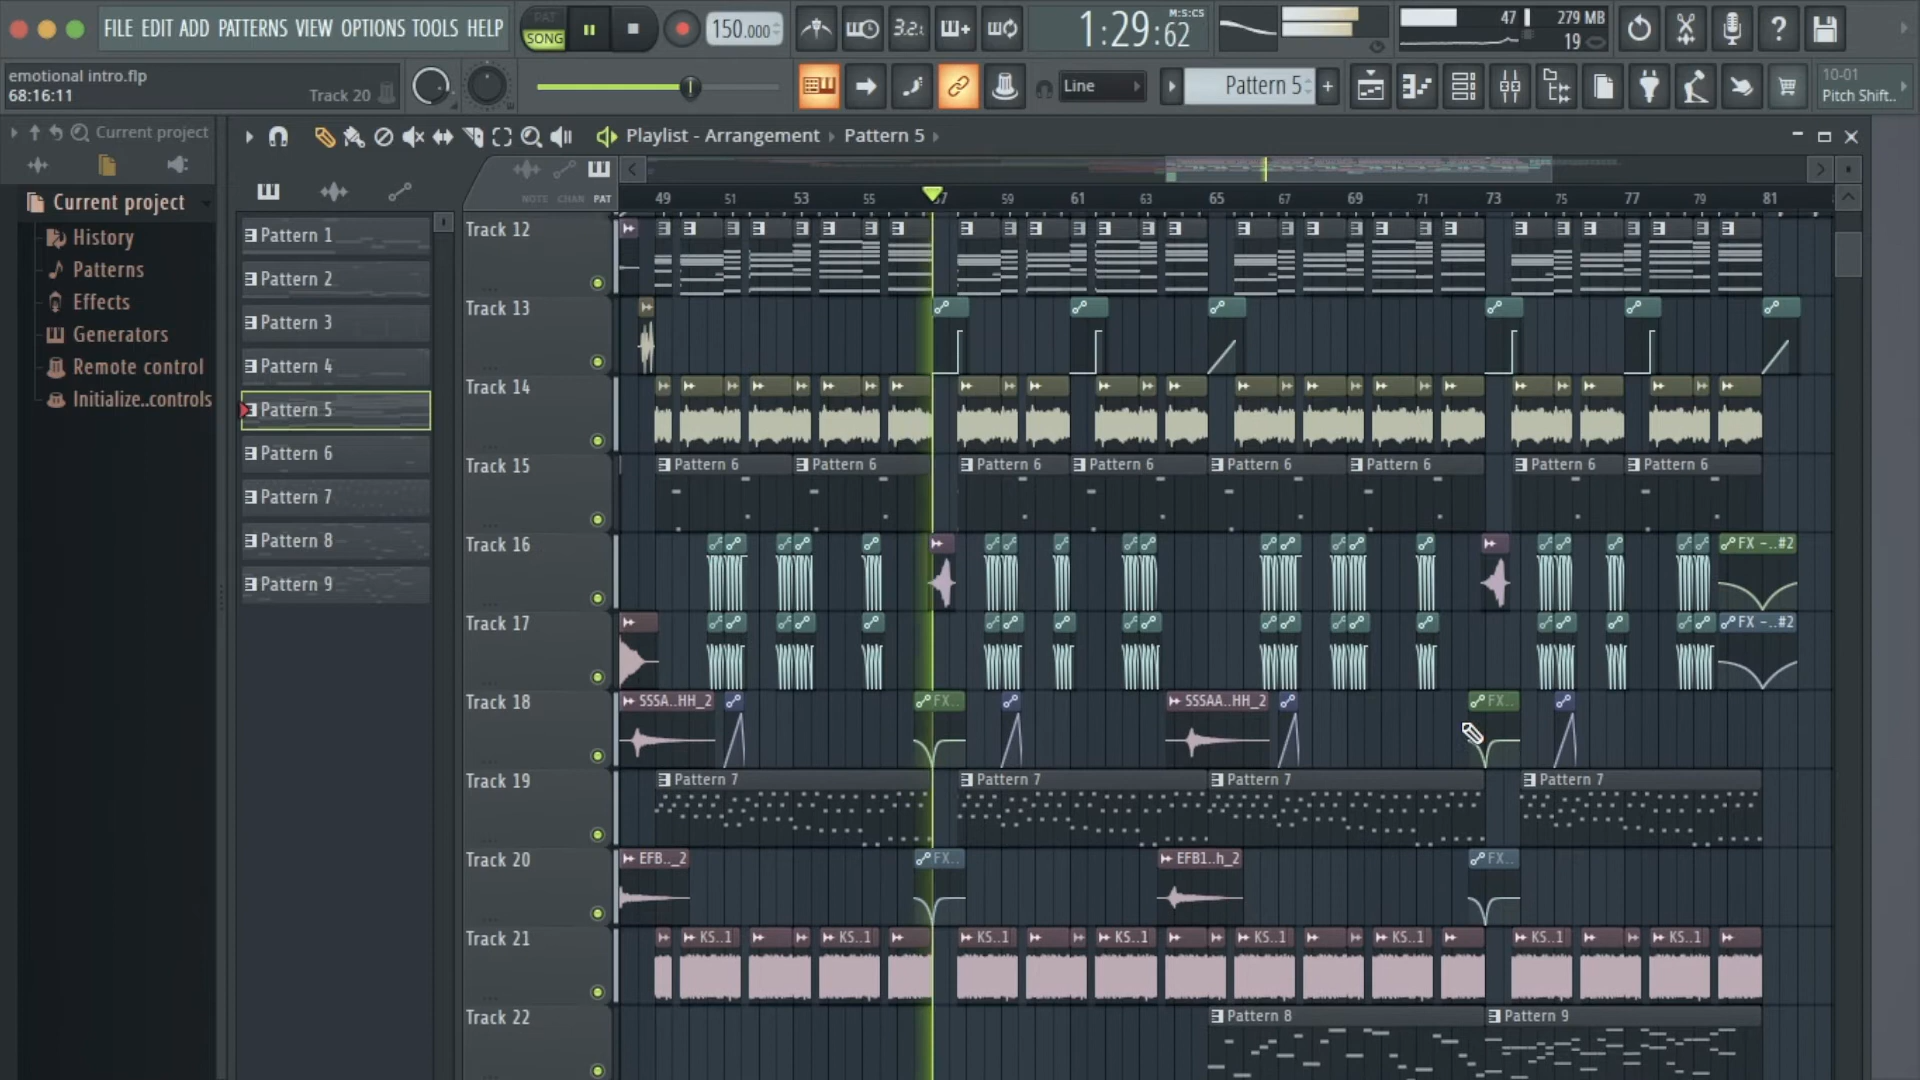 FILE EDIT ADD PATTERNS VIEW OPTIONS TOOLS HELP
PAT
SONG
150.000
3.2.
1:29:62
M:S:CS
47
279 MB
19
emotional intro.flp
68:16:11
Track 20
Line
Pattern 5
+
10-01
Pitch Shift..
Current project
Playlist - Arrangement › Pattern 5 ›
Current project
History
Patterns
Effects
Generators
Remote control
Initialize..controls
Pattern 1
Pattern 2
Pattern 3
Pattern 4
Pattern 5
Pattern 6
Pattern 7
Pattern 8
Pattern 9
NOTE CHAN PAT
49 51 53 55 57 59 61 63 65 67 69 71 73 75 77 79 81
Track 12
Track 13
Track 14
Track 15
Pattern 6 Pattern 6 Pattern 6 Pattern 6 Pattern 6 Pattern 6 Pattern 6 Pattern 6
Track 16
FX -..#2
Track 17
FX -..#2
Track 18
SSSA..HH_2 FX.. SSSAA..HH_2 FX..
Track 19
Pattern 7 Pattern 7 Pattern 7 Pattern 7
Track 20
EFB.._2 FX.. EFB1..h_2 FX..
Track 21
KS..1 KS..1 KS..1 KS..1 KS..1 KS..1 KS..1 KS..1
Track 22
Pattern 8 Pattern 9